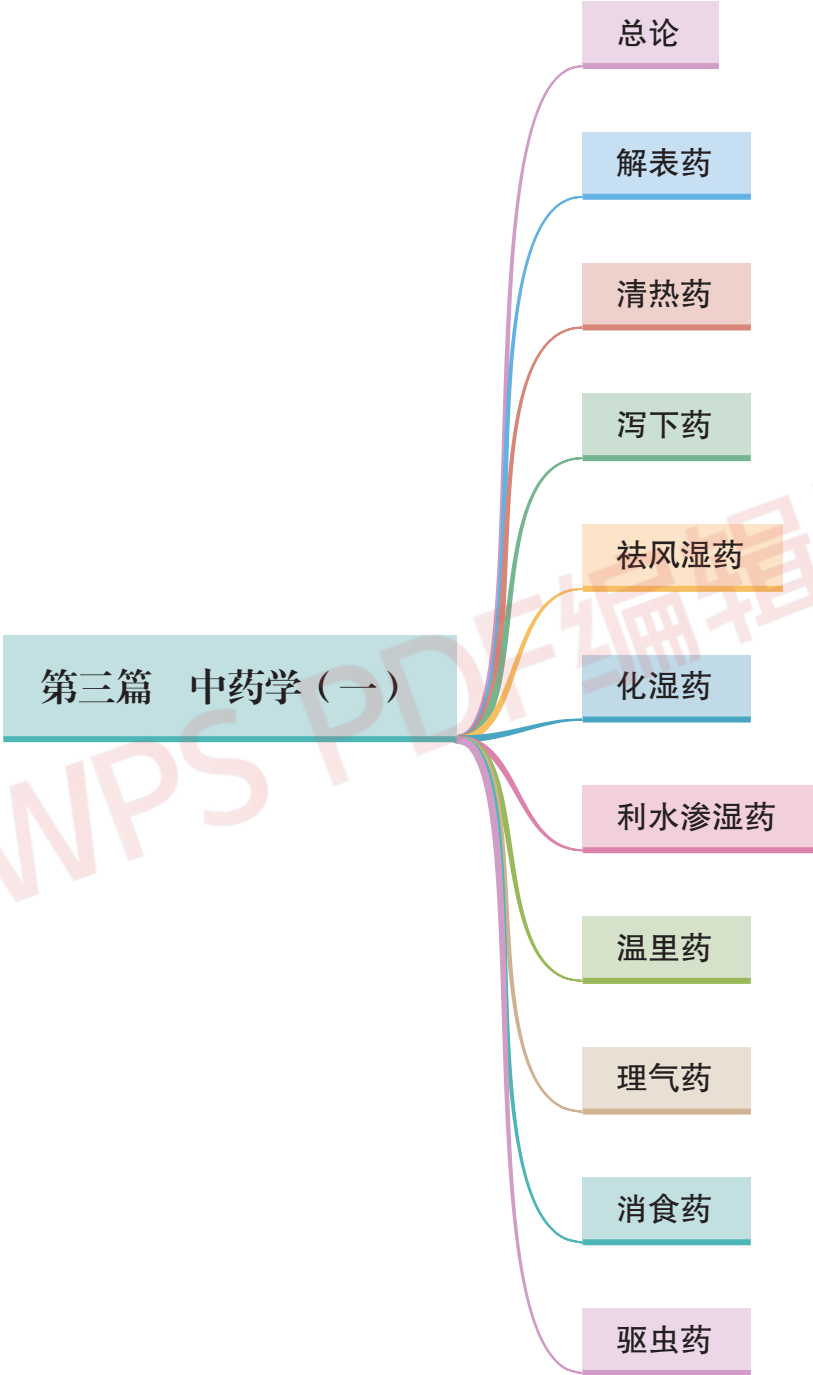 总论
解表药
清热药
泻下药
祛风湿药
第三篇 中药学（一）
化湿药
利水渗湿药
温里药
理气药
消食药
驱虫药
WPS PDF编辑